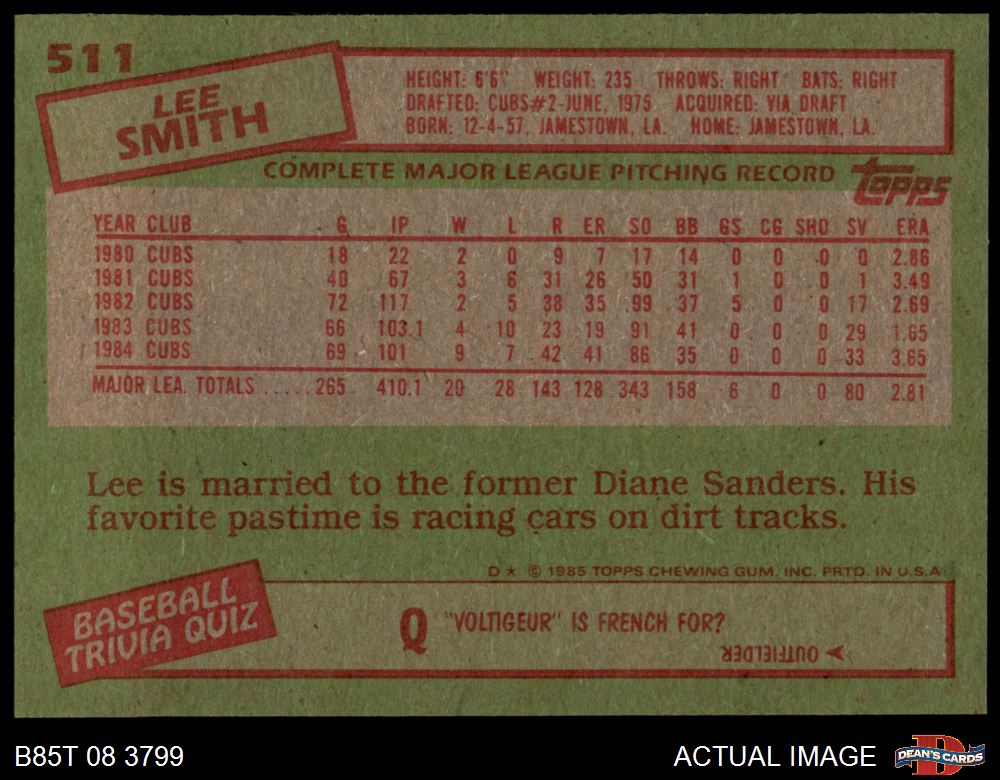 511
LEE
SMITH
HEIGHT: 6'6" WEIGHT: 235 THROWS: RIGHT BATS: RIGHT
DRAFTED: CUBS#2-JUNE, 1975 ACQUIRED: VIA DRAFT
BORN: 12-4-57, JAMESTOWN, LA. HOME: JAMESTOWN, LA.
COMPLETE MAJOR LEAGUE PITCHING RECORD topps
YEAR CLUB G IP W L R ER SO BB GS CG SHO SV ERA
1980 CUBS 18 22 2 0 9 7 17 14 0 0 0 0 2.86
1981 CUBS 40 67 3 6 31 26 50 31 1 0 0 1 3.49
1982 CUBS 72 117 2 5 38 35 99 37 5 0 0 17 2.69
1983 CUBS 66 103.1 4 10 23 19 91 41 0 0 0 29 1.65
1984 CUBS 69 101 9 7 42 41 86 35 0 0 0 33 3.65
MAJOR LEA. TOTALS ..... 265 410.1 20 28 143 128 343 158 6 0 0 80 2.81
Lee is married to the former Diane Sanders. His
favorite pastime is racing cars on dirt tracks.
D★ © 1985 TOPPS CHEWING GUM, INC. PRTD. IN U.S.A.
BASEBALL
TRIVIA QUIZ
Q "VOLTIGEUR" IS FRENCH FOR?
OUTFIELDER
B85T 08 3799
ACTUAL IMAGE
D
DEAN'S CARDS